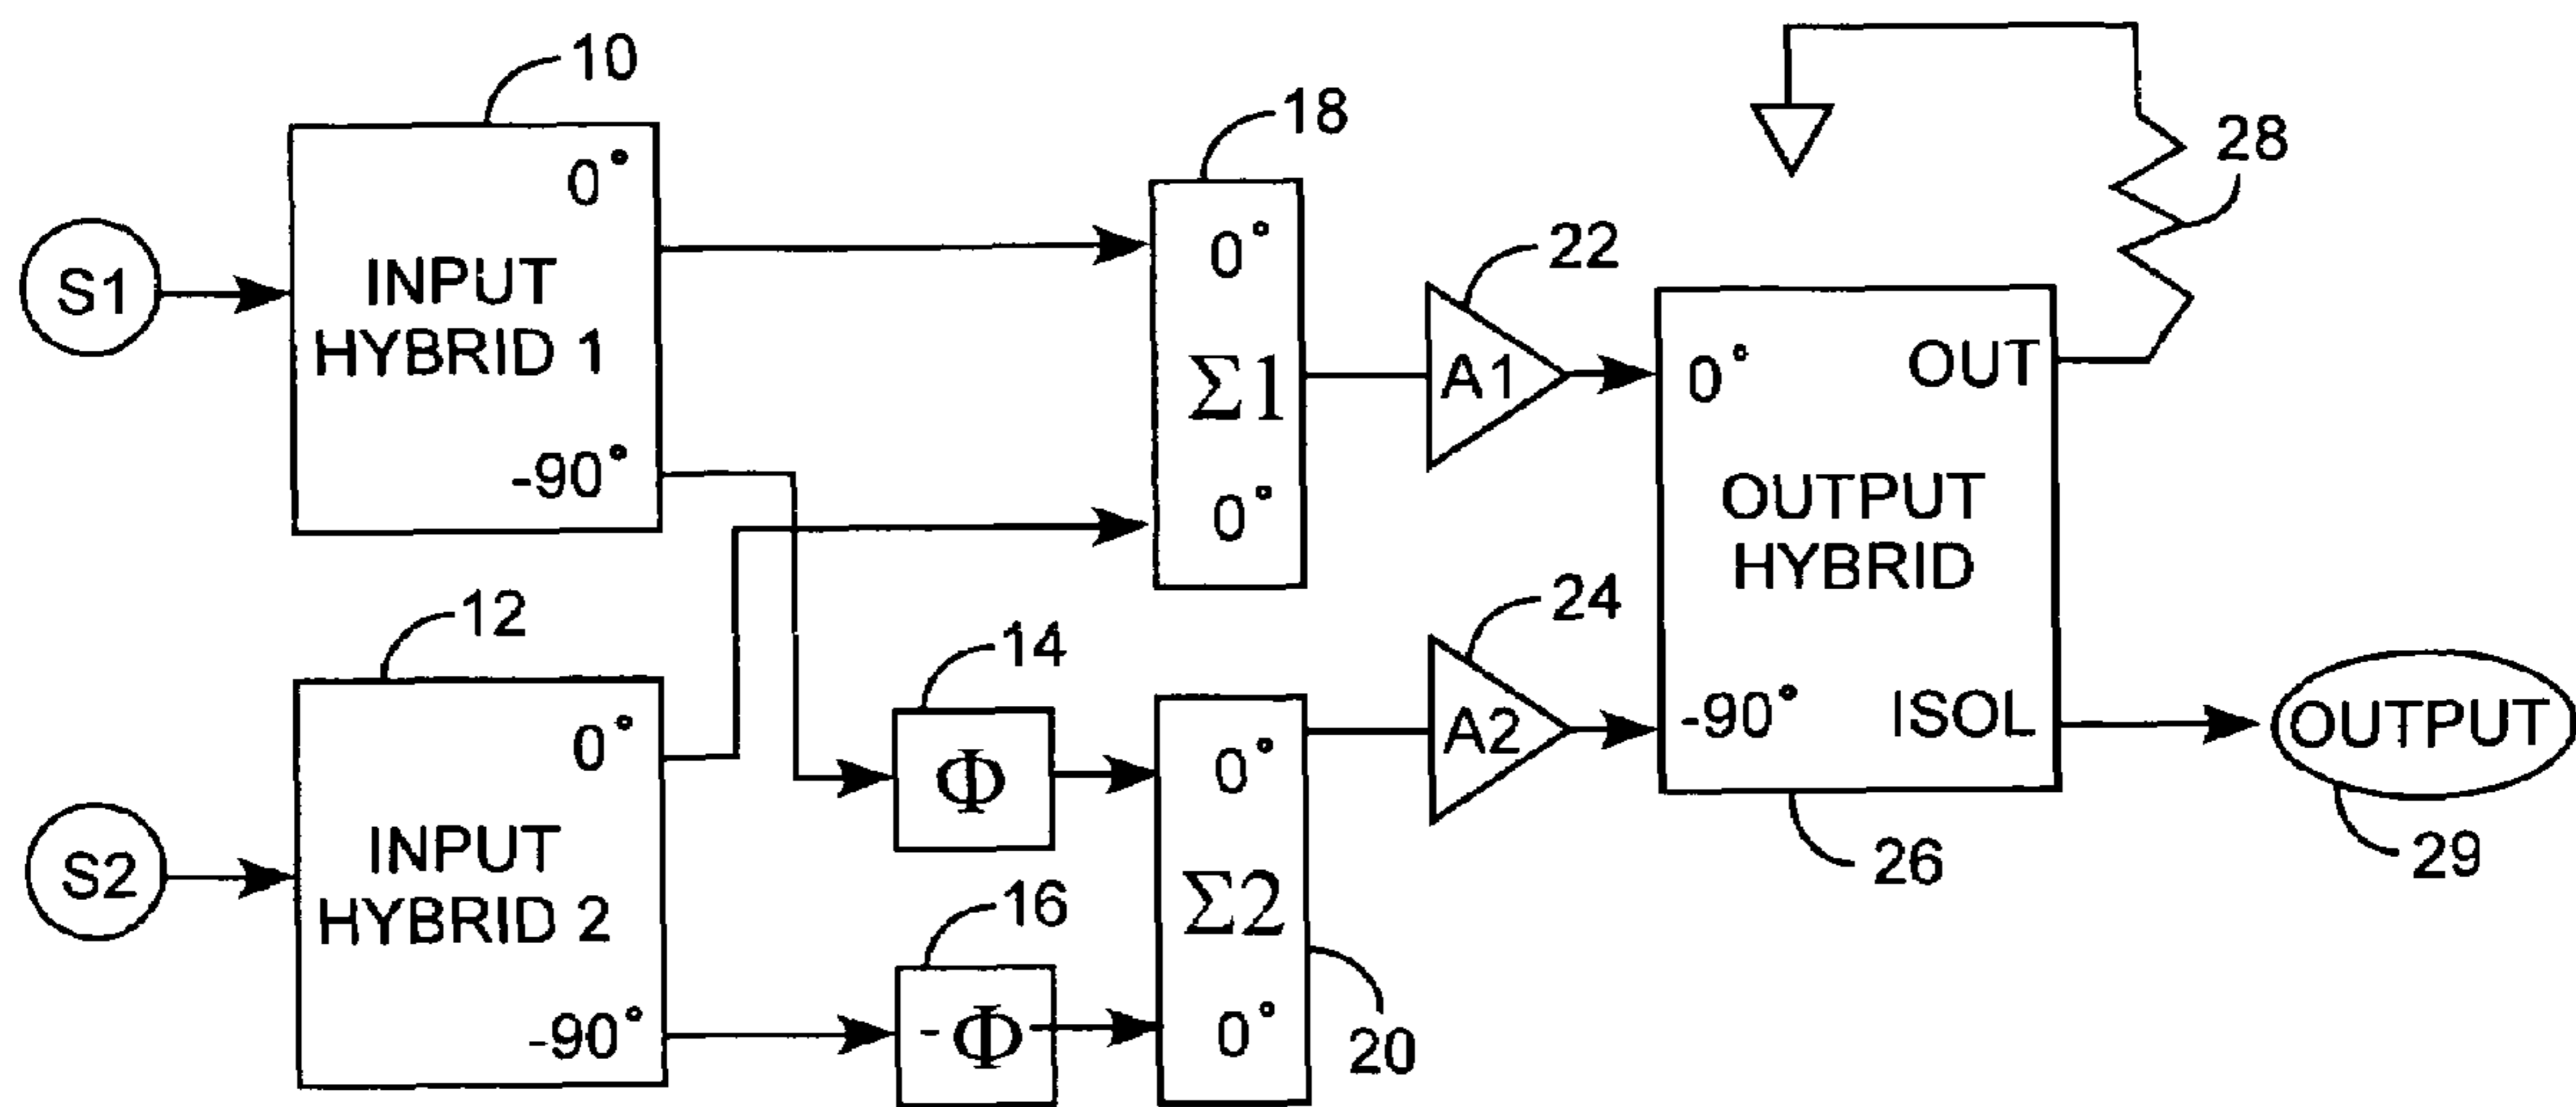 10
0°
S1
INPUT
HYBRID 1
-90°
12
0°
S2
INPUT
HYBRID 2
-90°
14
Φ
16
-Φ
18
0°
Σ1
0°
0°
Σ2
0°
20
22
A1
24
A2
0°
OUT
OUTPUT
HYBRID
-90°
ISOL
26
28
OUTPUT
29